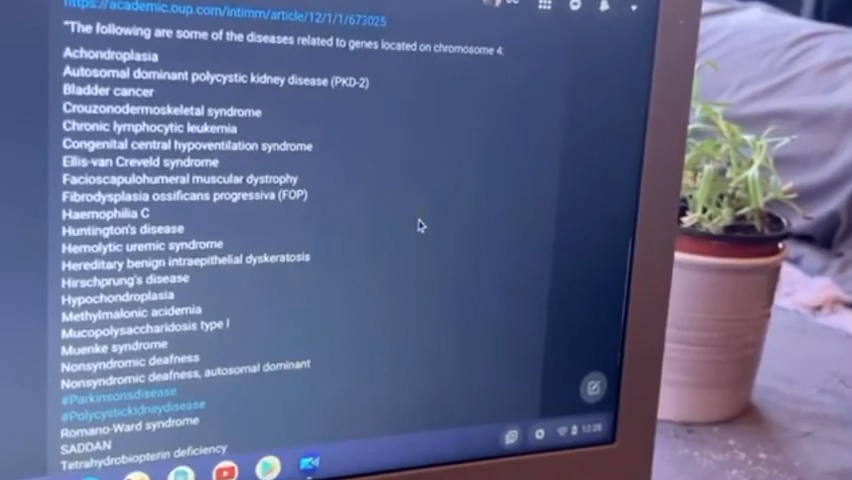 https://academic.oup.com/intimm/article/12/1/1/673025
"The following are some of the diseases related to genes located on chromosome 4:
Achondroplasia
Autosomal dominant polycystic kidney disease (PKD-2)
Bladder cancer
Crouzonodermoskeletal syndrome
Chronic lymphocytic leukemia
Congenital central hypoventilation syndrome
Ellis-van Creveld syndrome
Facioscapulohumeral muscular dystrophy
Fibrodysplasia ossificans progressiva (FOP)
Haemophilia C
Huntington's disease
Hemolytic uremic syndrome
Hereditary benign intraepithelial dyskeratosis
Hirschprung's disease
Hypochondroplasia
Methylmalonic acidemia
Mucopolysaccharidosis type I
Muenke syndrome
Nonsyndromic deafness
Nonsyndromic deafness, autosomal dominant
#Parkinsonsdisease
#Polycystickidneydisease
Romano-Ward syndrome
SADDAN
Tetrahydrobiopterin deficiency
12:28